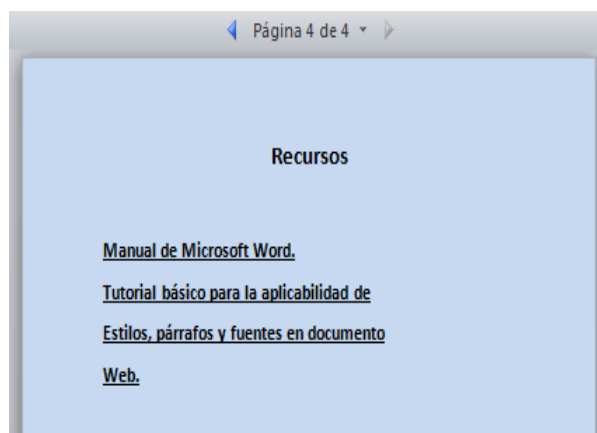 Página 4 de 4
Recursos
Manual de Microsoft Word.
Tutorial básico para la aplicabilidad de
Estilos, párrafos y fuentes en documento
Web.